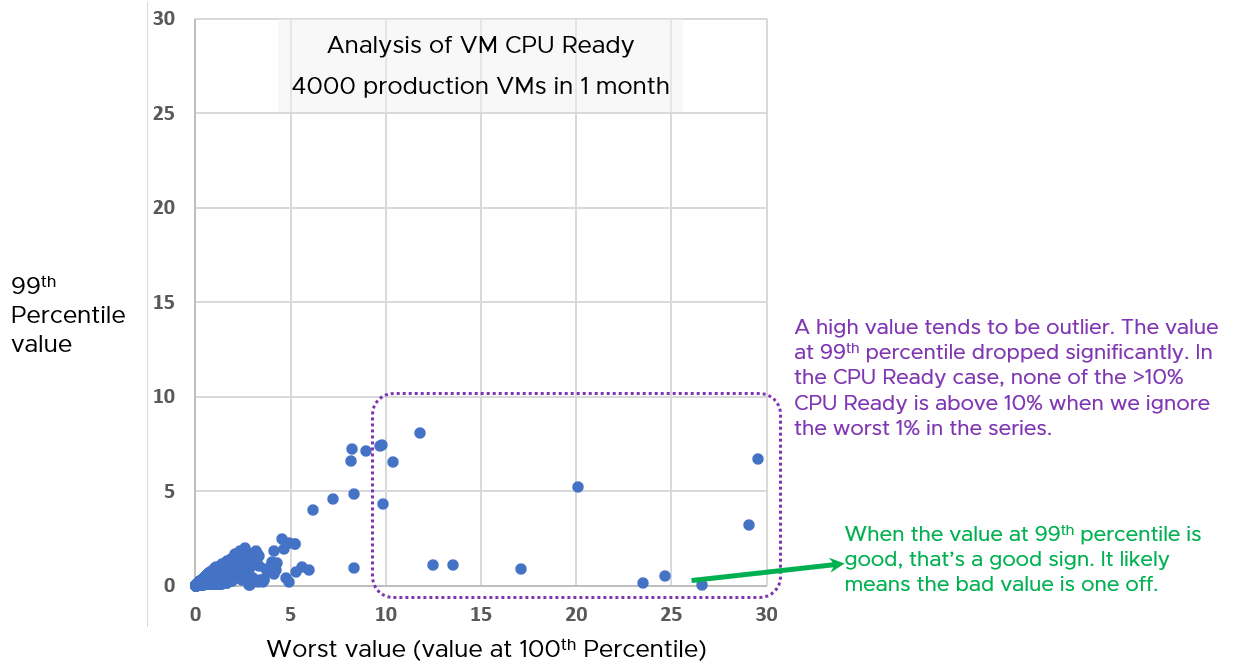 Analysis of VM CPU Ready
4000 production VMs in 1 month
30
25
20
15
10
5
0
99th
Percentile
value
0 5 10 15 20 25 30
Worst value (value at 100th Percentile)
A high value tends to be outlier. The value
at 99th percentile dropped significantly. In
the CPU Ready case, none of the >10%
CPU Ready is above 10% when we ignore
the worst 1% in the series.
When the value at 99th percentile is
good, that's a good sign. It likely
means the bad value is one off.